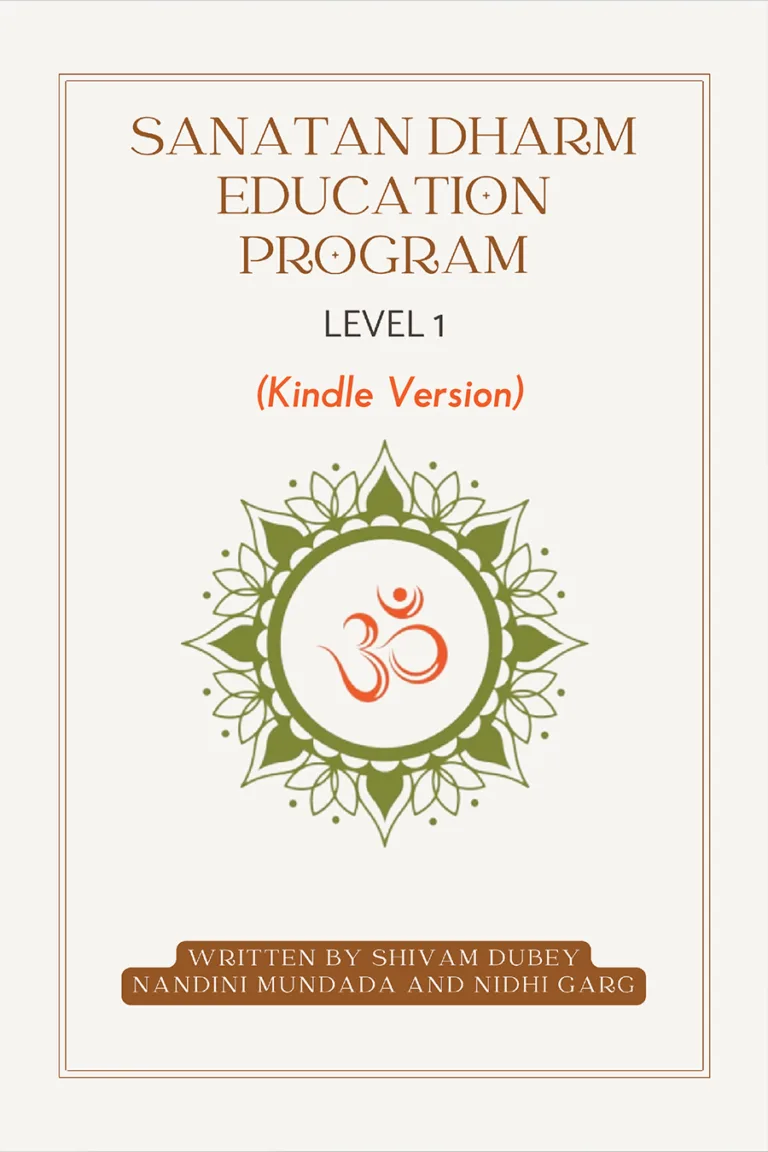 SANATAN DHARM
EDUCATION
PROGRAM
LEVEL 1
(Kindle Version)
ॐ
WRITTEN BY SHIVAM DUBEY
NANDINI MUNDADA AND NIDHI GARG